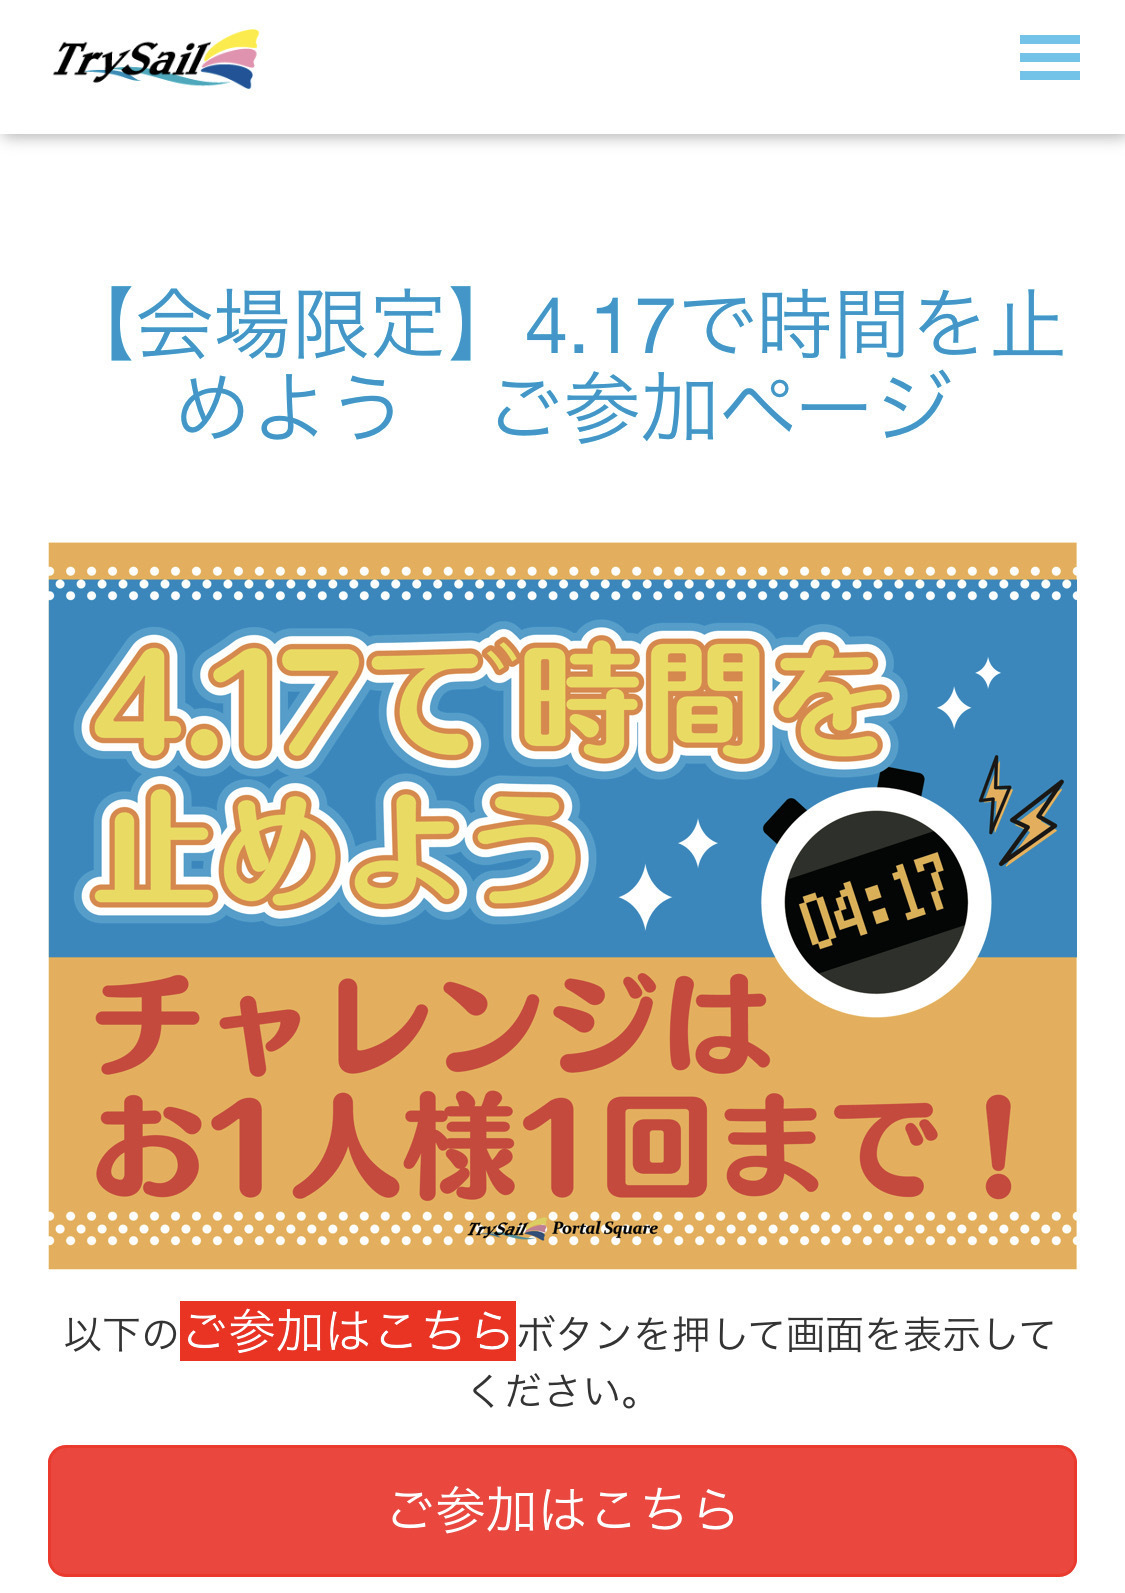 TrySail
【会場限定】4.17で時間を止
めよう　ご参加ページ
4.17で時間を
止めよう
04:17
チャレンジは
お1人様1回まで！
TrySail Portal Square
以下のご参加はこちらボタンを押して画面を表示して
ください。
ご参加はこちら